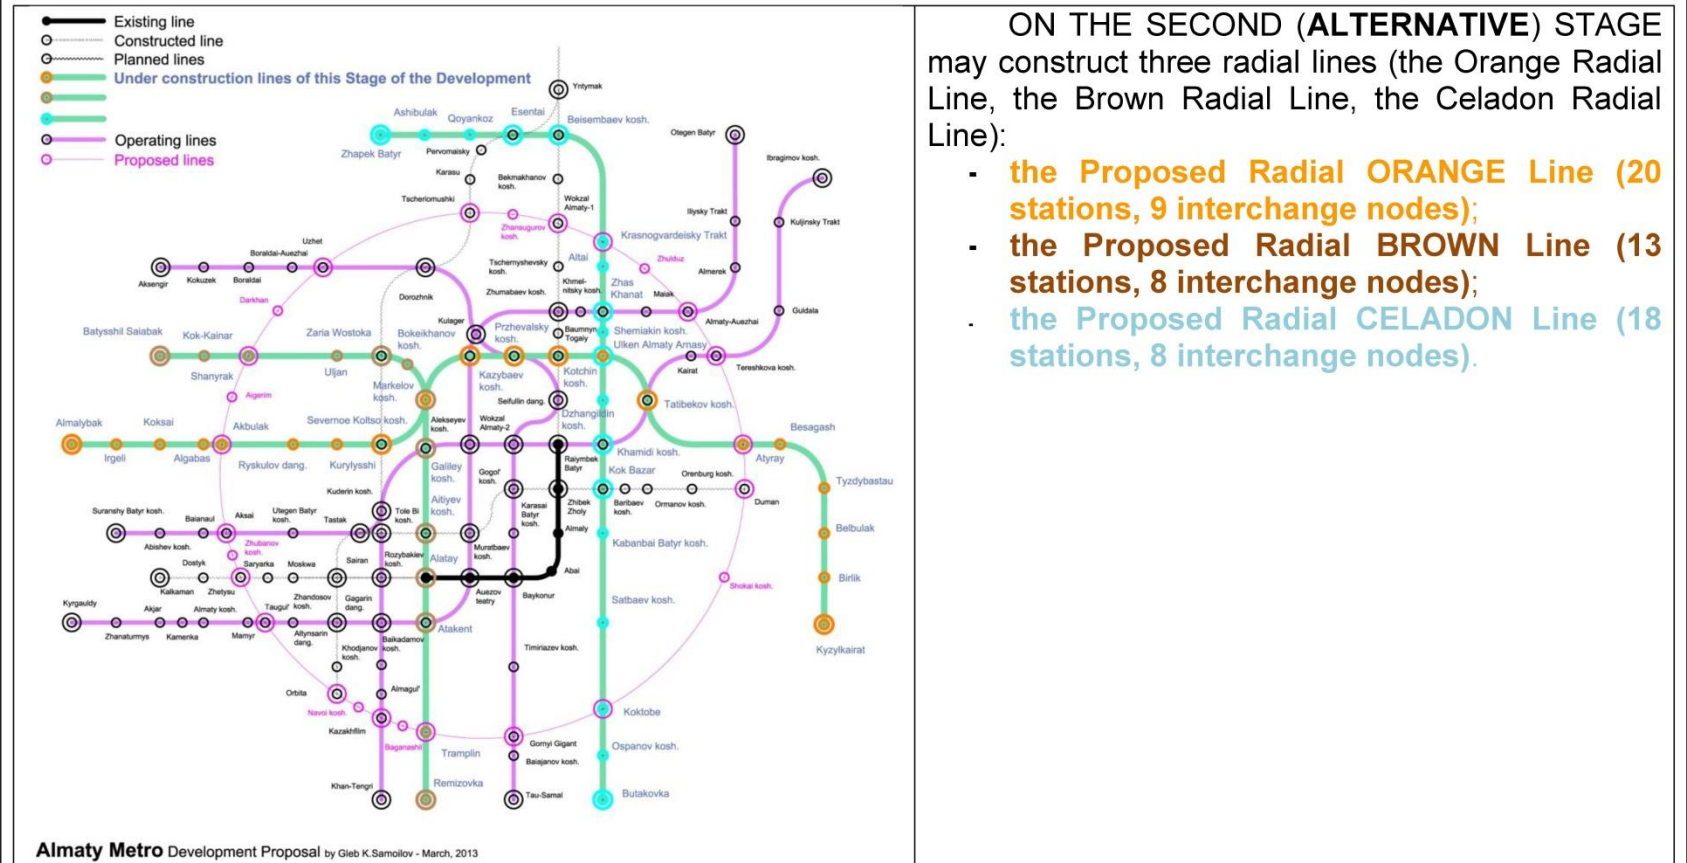 Existing line
Constructed line
Planned lines
Under construction lines of this Stage of the Development
Operating lines
Proposed lines
Yntymak
Ashibulak
Qoyankoz
Esentai
Beisembaev kosh.
Zhapek Batyr
Pervomaisky
Otegen Batyr
Ibragimov kosh.
Karasu
Bekmakhanov
kosh.
Tscheriomushki
Wokzal
Almaty-1
Zhansugurov
kosh.
Iliysky Trakt
Kuljinsky Trakt
Krasnogvardeisky Trakt
Uzhet
Boraldai-Auezhai
Aksengir
Kokuzek
Boraldai
Tschernyshevsky
kosh.
Altai
Zhulduz
Almerek
Dorozhnik
Zhumabaev kosh.
Khmel-
nitsky kosh.
Zhas
Khanat
Maiak
Darkhan
Guldala
Almaty-Auezhai
Kulager
Batysshil Saiabak
Kok-Kainar
Zaria Wostoka
Bokeikhanov
kosh.
Przhevalsky
kosh.
Baumnyn
Togaiy
Shemiakin kosh.
Ulken Almaty Arnasy
Shanyrak
Uljan
Kazybaev
kosh.
Kotchin
kosh.
Kairat
Tereshkova kosh.
Markelov
kosh.
Aigerim
Seifullin dang.
Tatibekov kosh.
Dzhangildin
kosh.
Almalybak
Koksai
Akbulak
Severnoe Koltso kosh.
Alekseyev
kosh.
Wokzal
Almaty-2
Besagash
Irgeli
Algabas
Ryskulov dang.
Kurylysshi
Galiley
kosh.
Raiymbek
Batyr
Khamidi kosh.
Atyray
Kok Bazar
Gogol'
kosh.
Orenburg kosh.
Tyzdybastau
Kuderin kosh.
Aitiyev
kosh.
Karasai
Batyr
kosh.
Zhibek
Zholy
Baribaev
kosh.
Ormanov kosh.
Duman
Suranshy Batyr kosh.
Baianaul
Aksai
Utegen Batyr
kosh.
Tastak
Tole Bi
kosh.
Almaly
Belbulak
Abishev kosh.
Zhubanov
kosh.
Sairan
Rozybakiev
kosh.
Alatay
Muratbaev
kosh.
Kabanbai Batyr kosh.
Dostyk
Saryarka
Moskwa
Abai
Birlik
Shokai kosh.
Kalkaman
Zhetysu
Zhandosov
kosh.
Gagarin
dang.
Auezov
teatry
Baykonur
Satbaev kosh.
Kyrgauldy
Akjar
Almaty kosh.
Taugul'
Zhanaturmys
Kamenka
Mamyr
Altynsarin
dang.
Baikadamov
kosh.
Atakent
Kyzylkairat
Khodjanov
kosh.
Timiriazev kosh.
Orbita
Almagul'
Navoi kosh.
Koktobe
Kazakhfilm
Baganashil
Tramplin
Gornyi Gigant
Baiajanov kosh.
Ospanov kosh.
Khan-Tengri
Remizovka
Tau-Samal
Butakovka
Almaty Metro Development Proposal by Gleb K.Samoilov - March, 2013
ON THE SECOND (ALTERNATIVE) STAGE
may construct three radial lines (the Orange Radial
Line, the Brown Radial Line, the Celadon Radial
Line):
- the Proposed Radial ORANGE Line (20
stations, 9 interchange nodes);
- the Proposed Radial BROWN Line (13
stations, 8 interchange nodes);
- the Proposed Radial CELADON Line (18
stations, 8 interchange nodes).